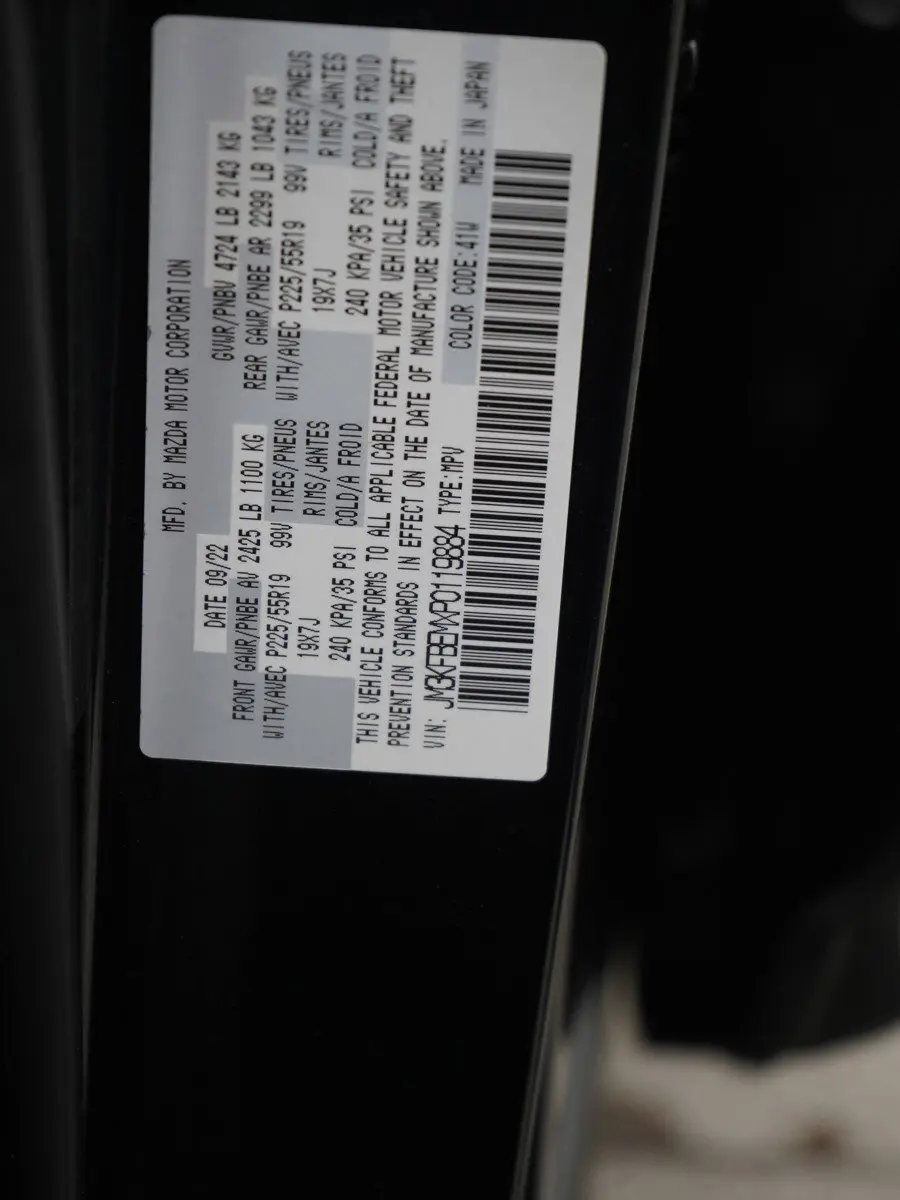 MFD. BY MAZDA MOTOR CORPORATION
DATE 09/22 GVWR/PNBV 4724 LB 2143 KG
FRONT GAWR/PNBE AV 2425 LB 1100 KG REAR GAWR/PNBE AR 2299 LB 1043 KG
WITH/AVEC P225/55R19 99V TIRES/PNEUS WITH/AVEC P225/55R19 99V TIRES/PNEUS
19X7J RIMS/JANTES 19X7J RIMS/JANTES
240 KPA/35 PSI COLD/A FROID 240 KPA/35 PSI COLD/A FROID
THIS VEHICLE CONFORMS TO ALL APPLICABLE FEDERAL MOTOR VEHICLE SAFETY AND THEFT
PREVENTION STANDARDS IN EFFECT ON THE DATE OF MANUFACTURE SHOWN ABOVE.
VIN: JM3KFBEMXP0119884 TYPE:MPV COLOR CODE:41W MADE IN JAPAN